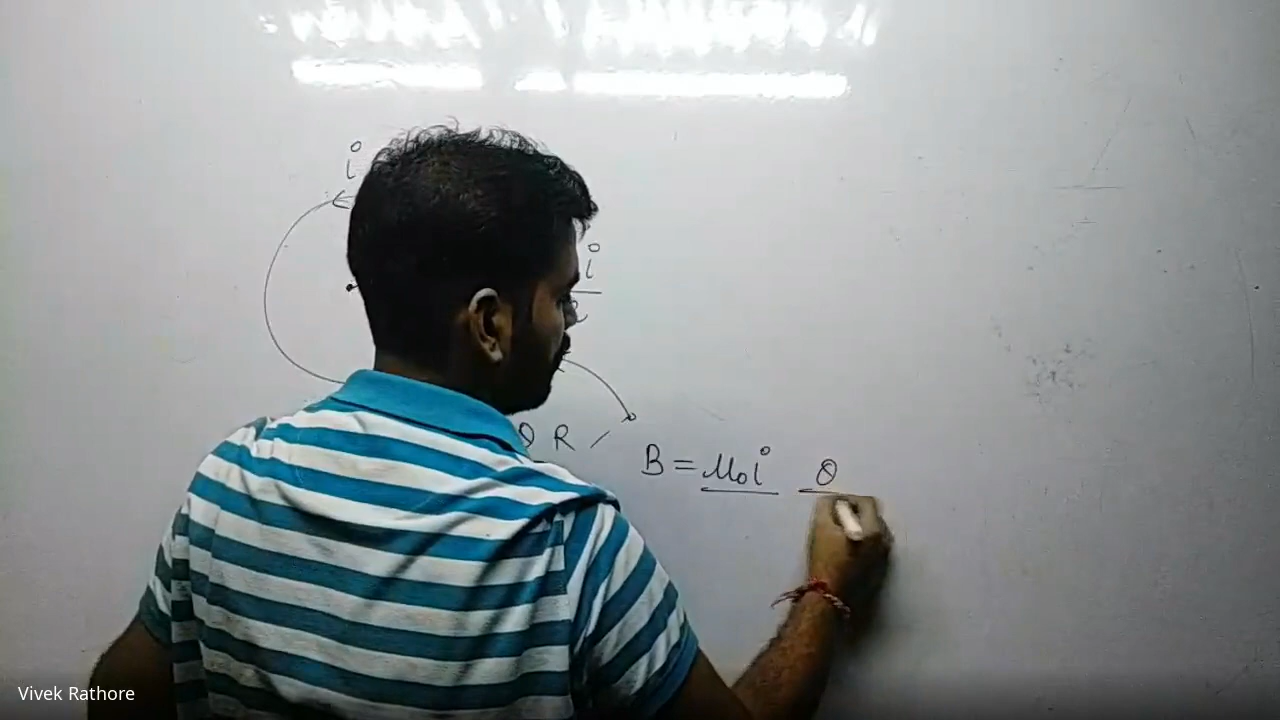 i
i
θ R
B = μ₀i θ
Vivek Rathore